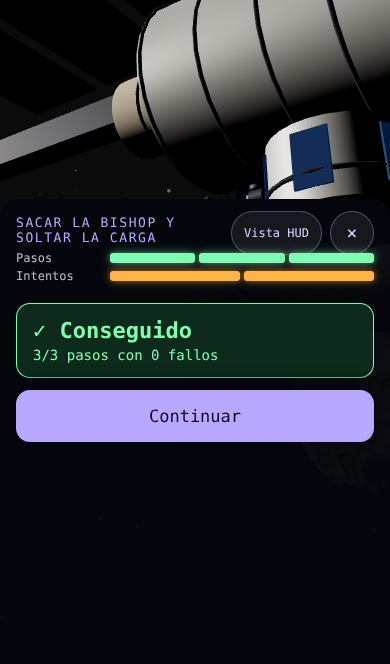 SACAR LA BISHOP Y
SOLTAR LA CARGA
Vista HUD
×
Pasos
Intentos
✓ Conseguido
3/3 pasos con 0 fallos
Continuar